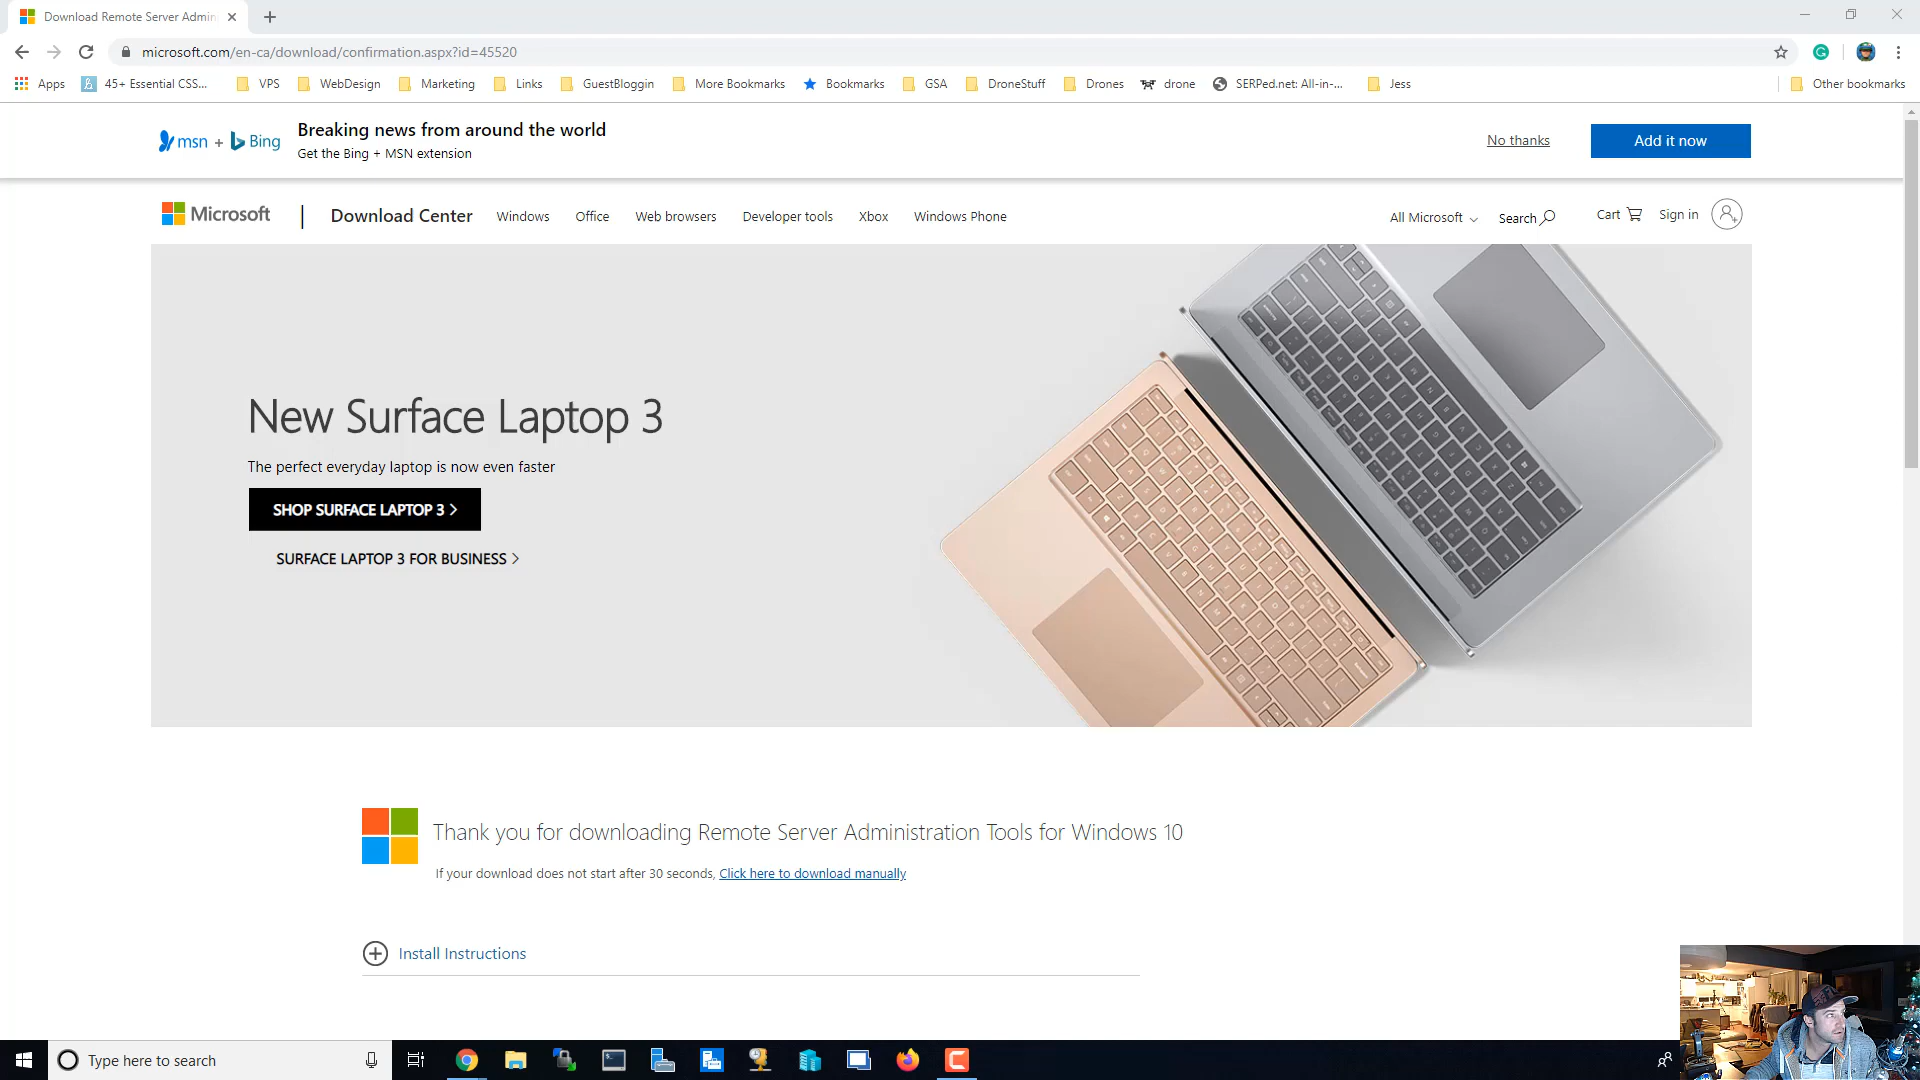 Download Remote Server Admin
microsoft.com/en-ca/download/confirmation.aspx?id=45520
Apps 45+ Essential CSS... VPS WebDesign Marketing Links GuestBloggin More Bookmarks Bookmarks GSA DroneStuff Drones drone SERPed.net: All-in-... Jess Other bookmarks
msn + Bing
Breaking news from around the world
Get the Bing + MSN extension
No thanks
Add it now
Microsoft | Download Center Windows Office Web browsers Developer tools Xbox Windows Phone All Microsoft Search Cart Sign in
New Surface Laptop 3
The perfect everyday laptop is now even faster
SHOP SURFACE LAPTOP 3 >
SURFACE LAPTOP 3 FOR BUSINESS >
Thank you for downloading Remote Server Administration Tools for Windows 10
If your download does not start after 30 seconds, Click here to download manually
Install Instructions
Type here to search